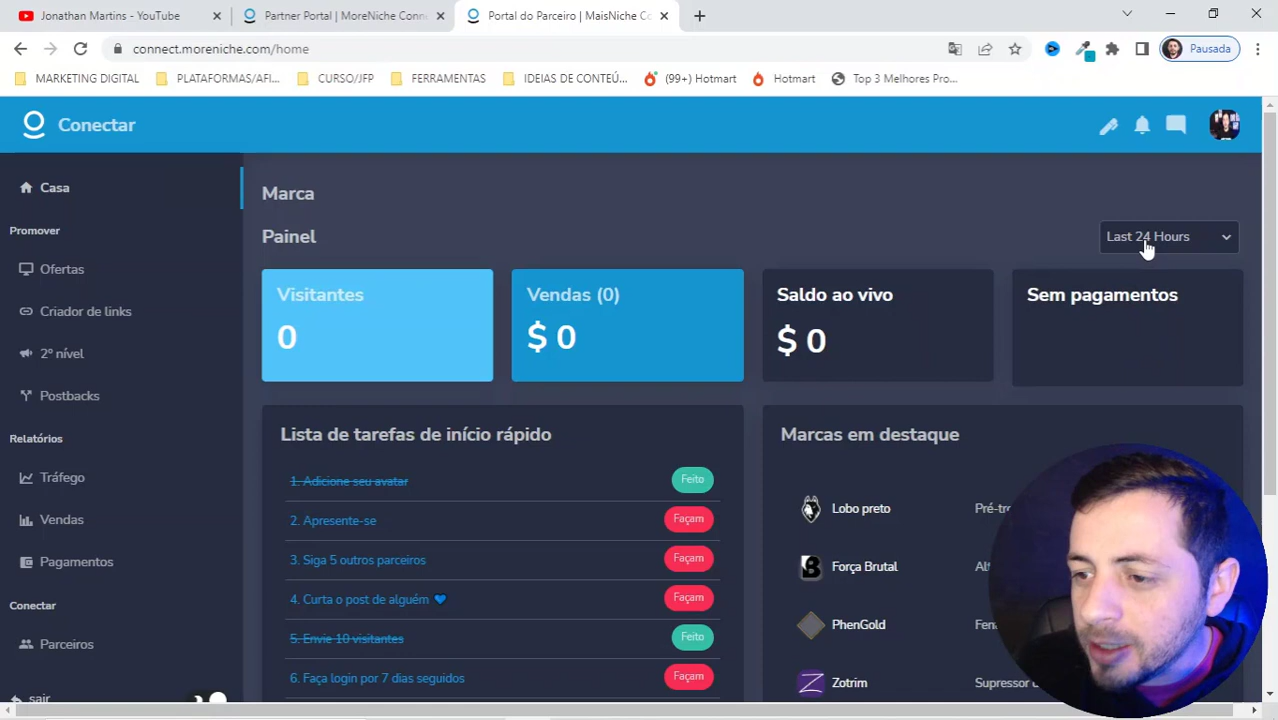 Jonathan Martins - YouTube
Partner Portal | MoreNiche Conne
Portal do Parceiro | MaisNiche Co
connect.moreniche.com/home
Pausada
MARKETING DIGITAL
PLATAFORMAS/AFI...
CURSO/JFP
FERRAMENTAS
IDEIAS DE CONTEÚ...
(99+) Hotmart
Hotmart
Top 3 Melhores Pro...
Conectar
Casa
Promover
Ofertas
Criador de links
2º nível
Postbacks
Relatórios
Tráfego
Vendas
Pagamentos
Conectar
Parceiros
sair
Marca
Painel
Last 24 Hours
Visitantes
0
Vendas (0)
$ 0
Saldo ao vivo
$ 0
Sem pagamentos
Lista de tarefas de início rápido
1. Adicione seu avatar
Feito
2. Apresente-se
Façam
3. Siga 5 outros parceiros
Façam
4. Curta o post de alguém
Façam
5. Envie 10 visitantes
Feito
6. Faça login por 7 dias seguidos
Façam
Marcas em destaque
Lobo preto
Pré-tr
Força Brutal
PhenGold
Zotrim
Supressor